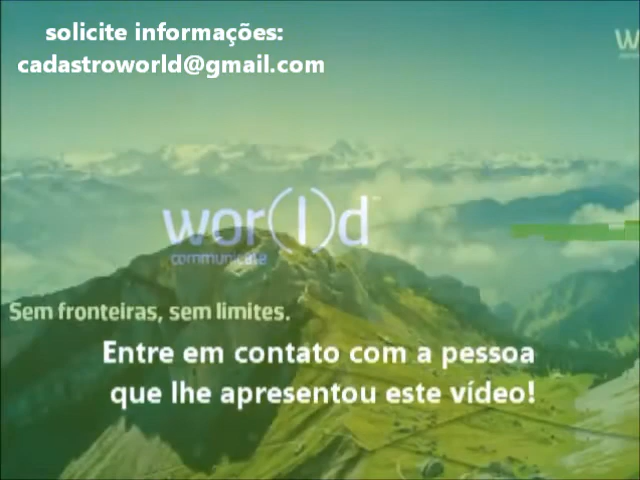 solicite informações:
cadastroworld@gmail.com
W
wor(l)d™
communicate
Sem fronteiras, sem limites.
Entre em contato com a pessoa
que lhe apresentou este vídeo!